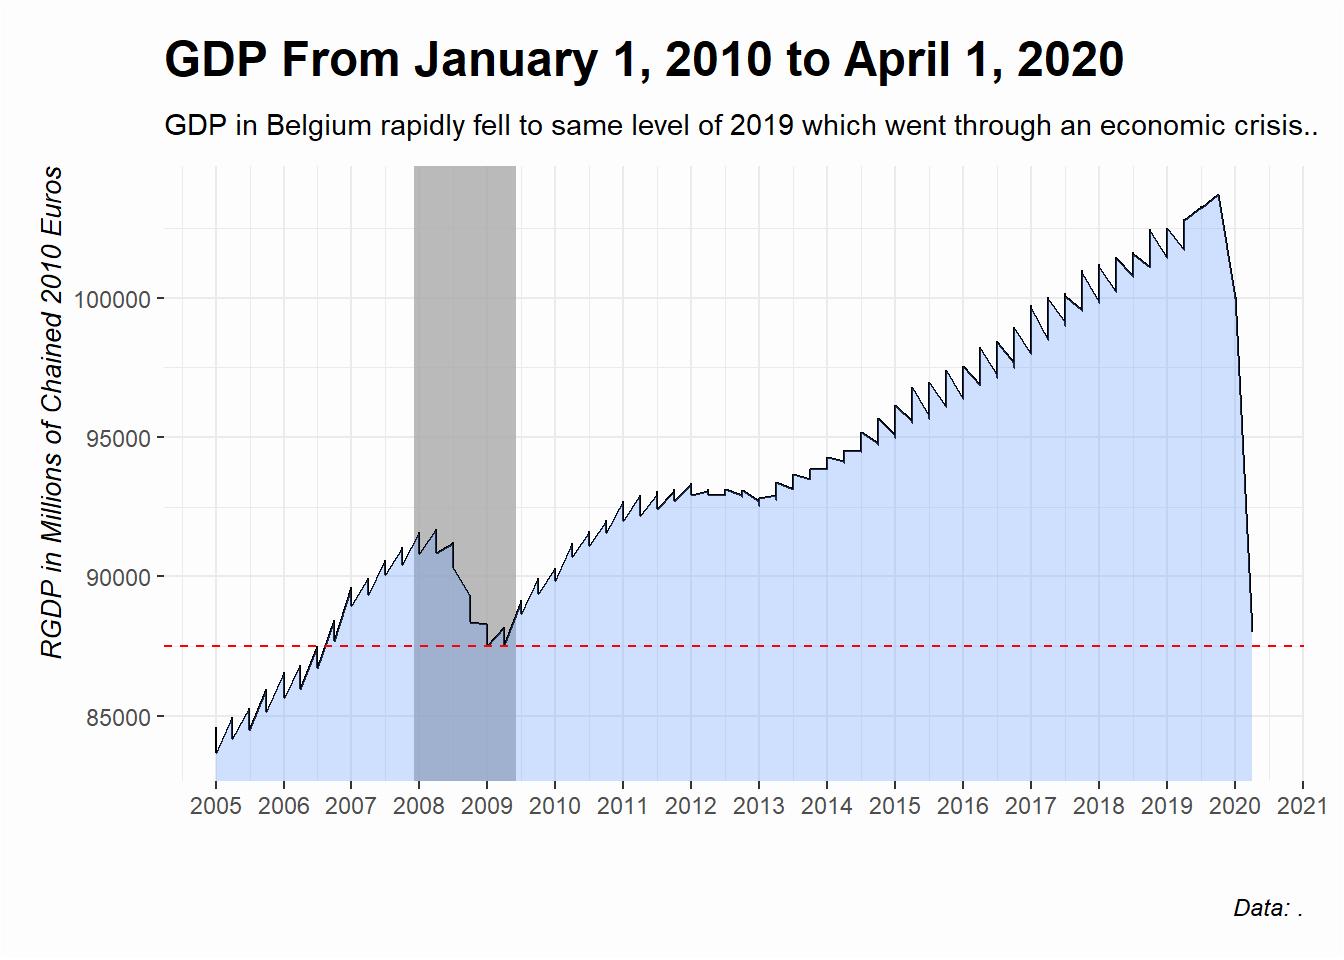 GDP From January 1, 2010 to April 1, 2020
GDP in Belgium rapidly fell to same level of 2019 which went through an economic crisis..
RGDP in Millions of Chained 2010 Euros
100000
95000
90000
85000
2005 2006 2007 2008 2009 2010 2011 2012 2013 2014 2015 2016 2017 2018 2019 2020 2021
Data: .